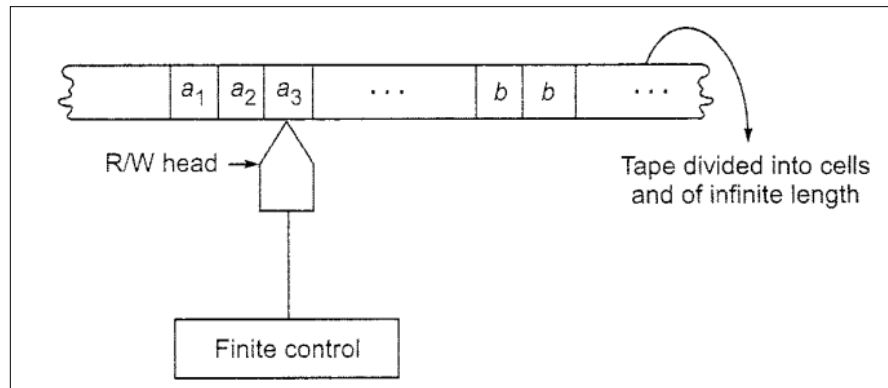 a₁ a₂ a₃ ... b b ...
R/W head
Tape divided into cells
and of infinite length
Finite control